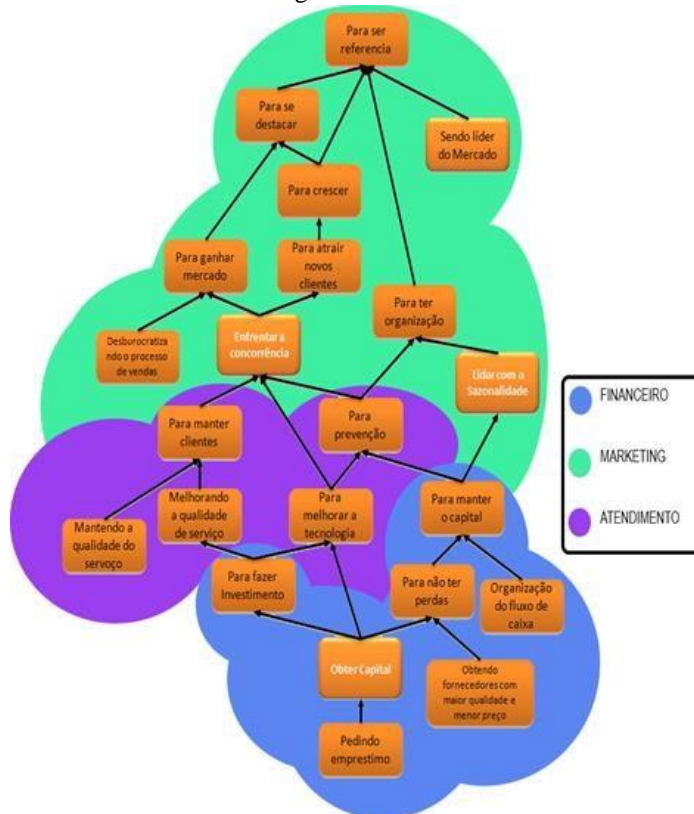 Para ser
referencia
Para se
destacar
Sendo líder
do Mercado
Para crescer
Para ganhar
mercado
Para atrair
novos
clientes
Para ter
organização
Desburocratiza
ndo o processo
de vendas
Enfrentar a
concorrência
Lidar com a
Sazonalidade
FINANCEIRO
MARKETING
ATENDIMENTO
Para manter
clientes
Para
prevenção
Mantendo a
qualidade do
servoço
Melhorando
a qualidade
de serviço
Para
melhorar a
tecnologia
Para manter
o capital
Para fazer
Investimento
Para não ter
perdas
Organização
do fluxo de
caixa
Obter Capital
Obtendo
fornecedores com
maior qualidade e
menor preço
Pedindo
emprestimo